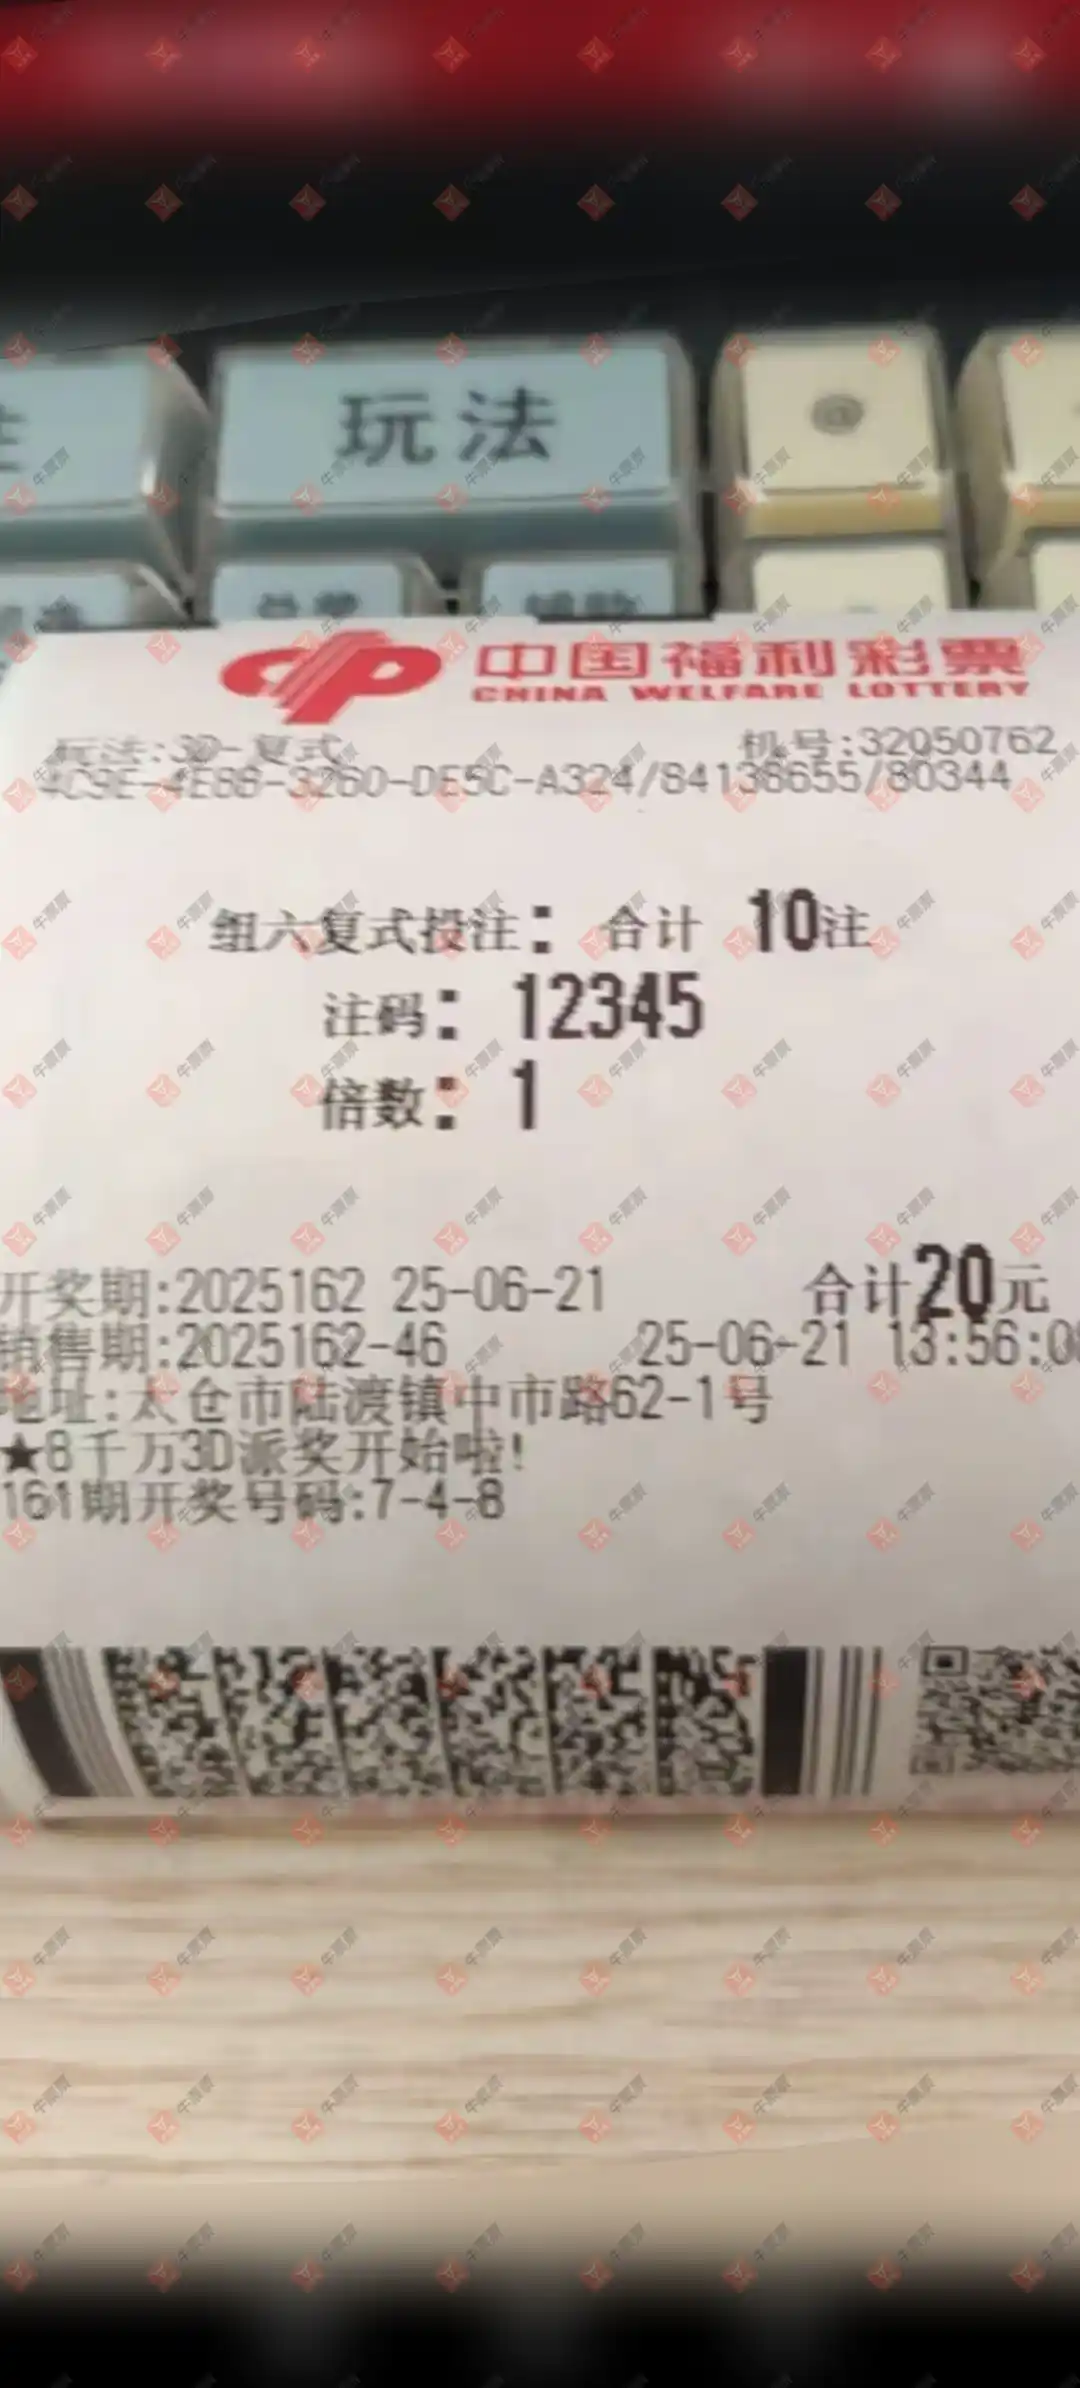 玩法
@
中国福利彩票
CHINA WELFARE LOTTERY
玩法:3D-复式 机号:32050762
4C9E-4E88-3260-DE5C-A324/84138655/80344
组六复式投注: 合计 10注
注码: 12345
倍数: 1
开奖期:2025162 25-06-21 合计20元
销售期:2025162-46 25-06-21 13:56:0
地址:太仓市陆渡镇中市路62-1号
★8千万3D派奖开始啦!
161期开奖号码:7-4-8
牛票票